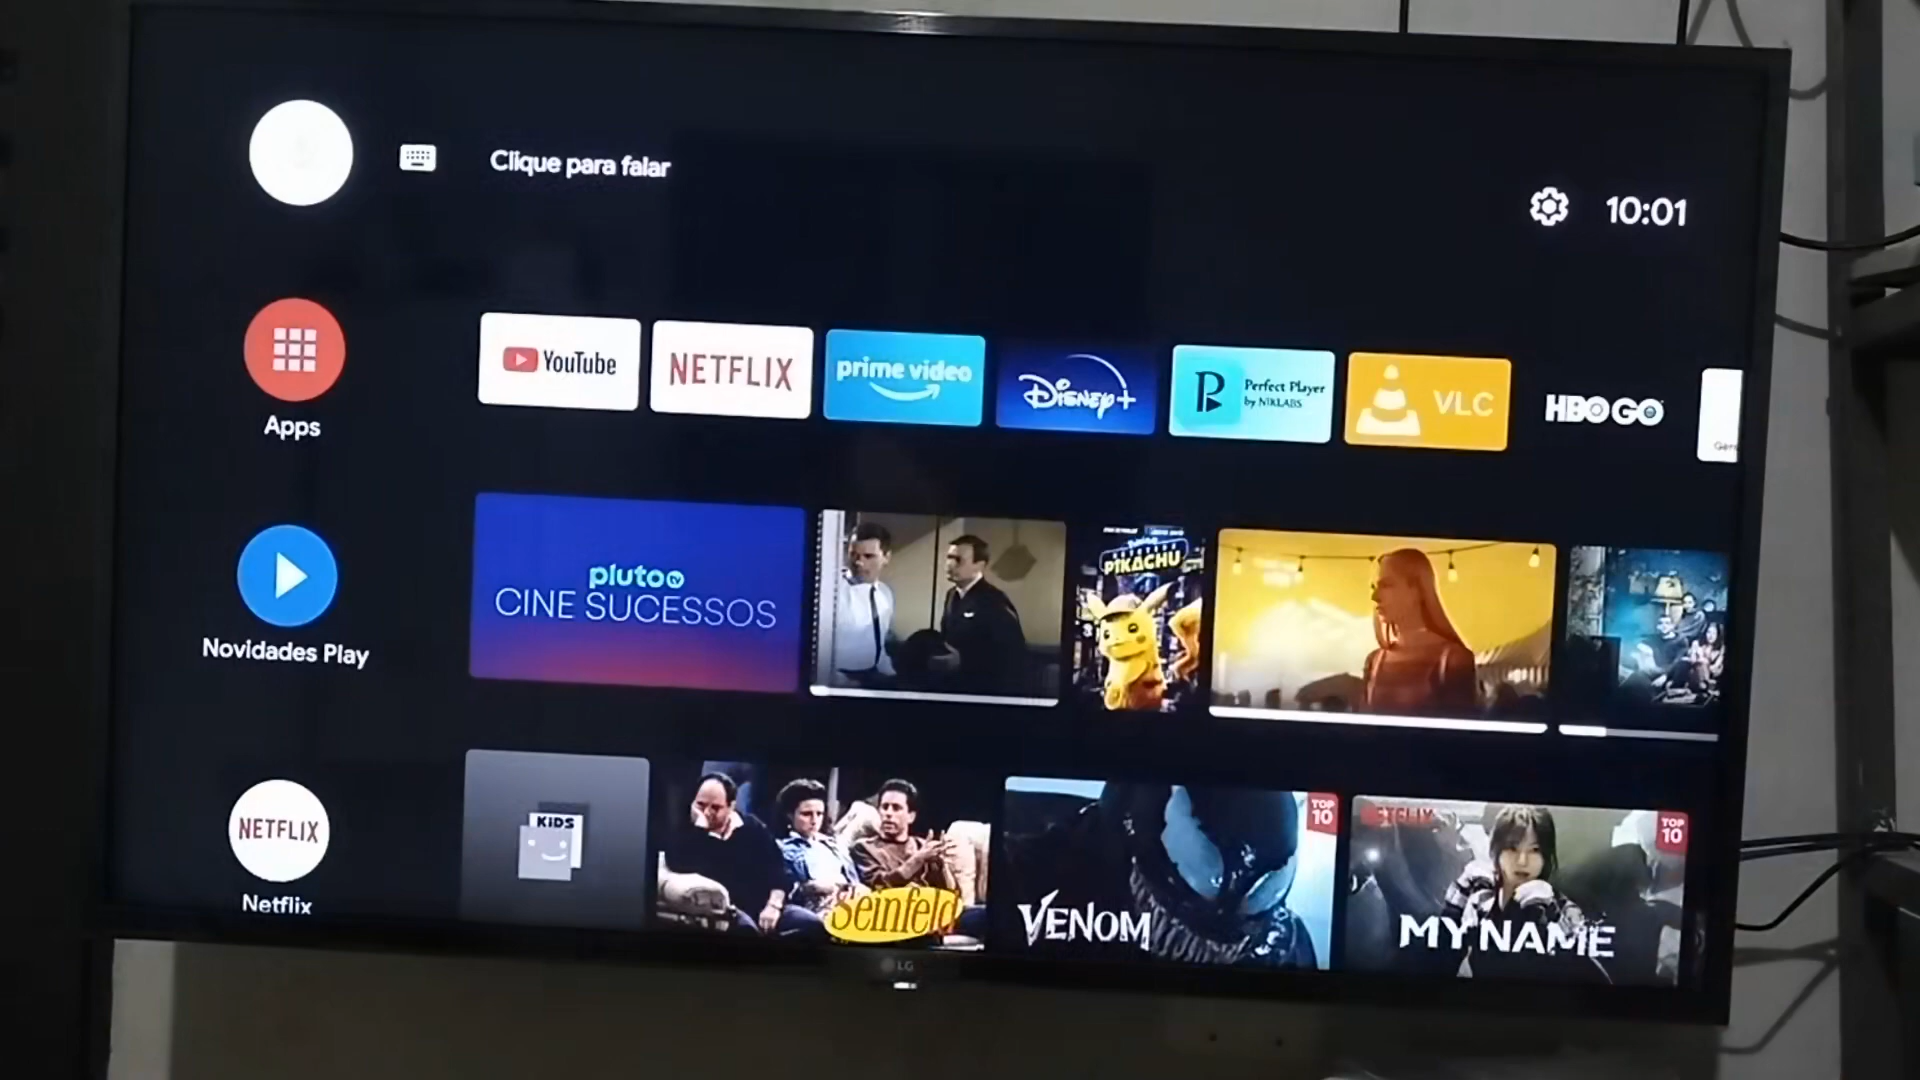 Clique para falar
10:01
Apps
YouTube
NETFLIX
prime video
Disney+
P
Perfect Player
by NIKLABS
VLC
HBO GO
Novidades Play
pluto tv
CINE SUCESSOS
PIKACHU
NETFLIX
Netflix
KIDS
Seinfeld
VENOM
TOP
10
NETFLIX
MY NAME
TOP
10
LG